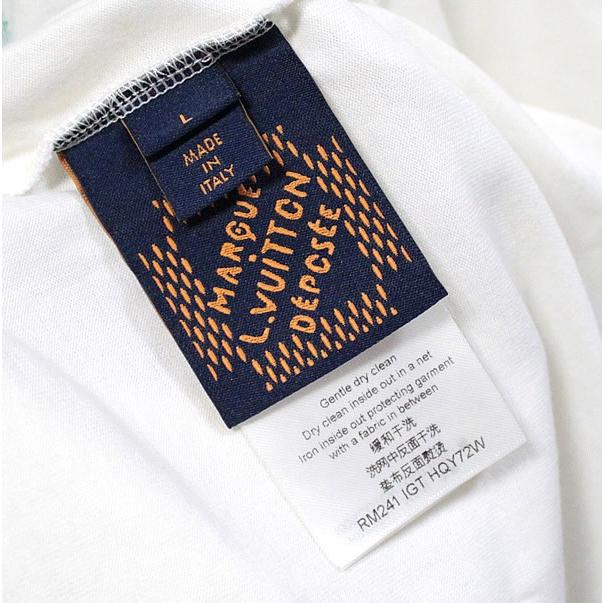 L
MADE
IN
ITALY
MARQUE
L.VUITTON
DÉPOSÉE
Gentle dry clean
Dry clean inside out in a net
Iron inside out protecting garment
with a fabric in between
缓和干洗
洗网中反面干洗
垫布反面熨烫
RM241 IGT HQY72W